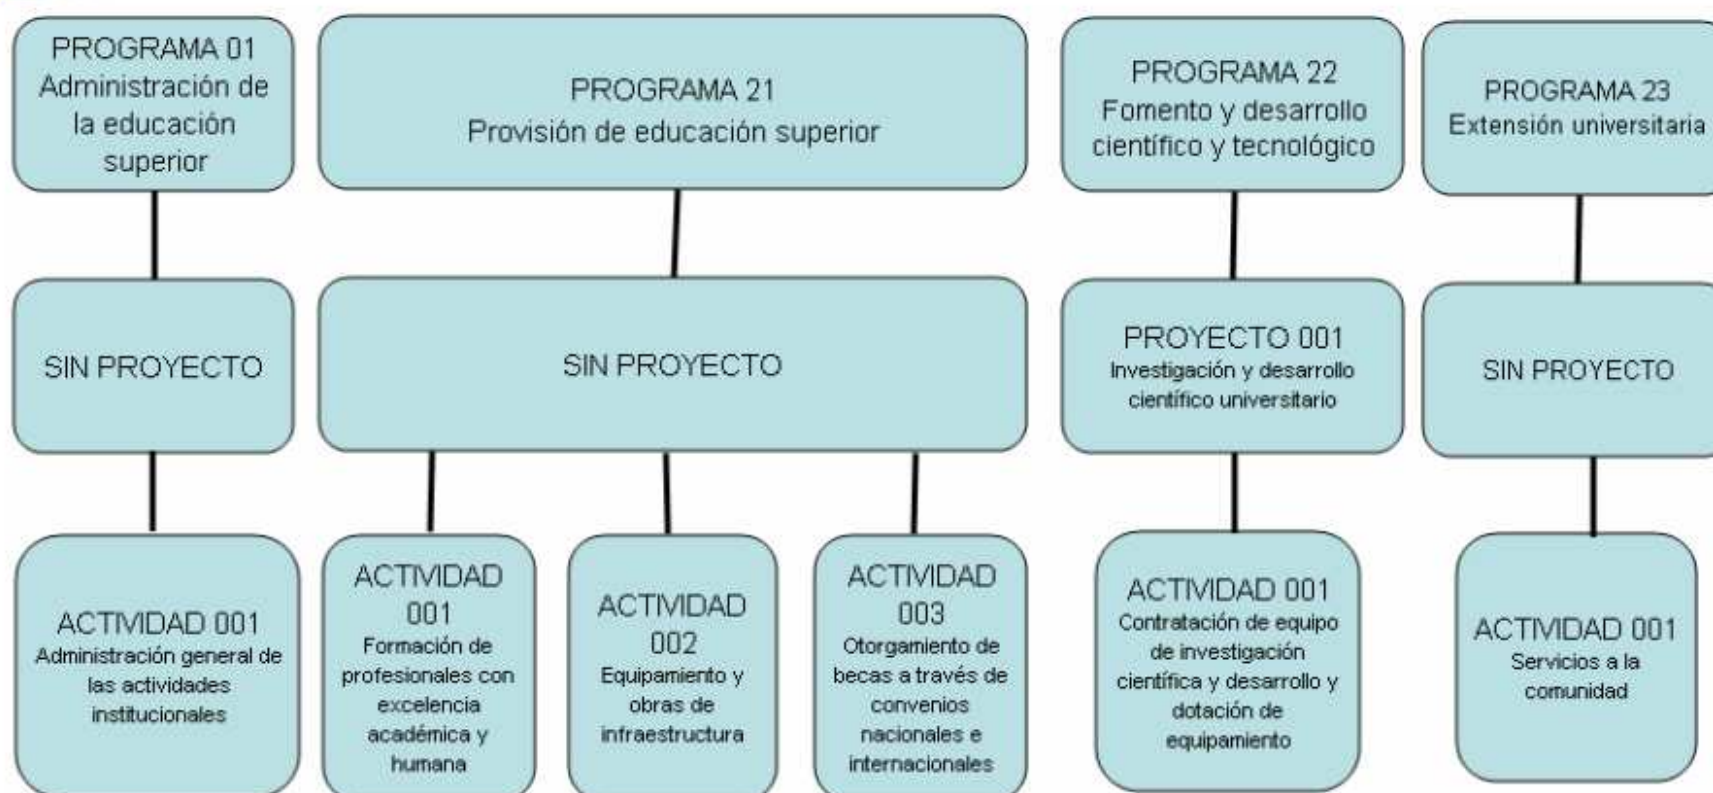 PROGRAMA 01
Administración de
la educación
superior
PROGRAMA 21
Provisión de educación superior
PROGRAMA 22
Fomento y desarrollo
científico y tecnológico
PROGRAMA 23
Extensión universitaria
SIN PROYECTO
SIN PROYECTO
PROYECTO 001
Investigación y desarrollo
científico universitario
SIN PROYECTO
ACTIVIDAD 001
Administración general de
las actividades
institucionales
ACTIVIDAD
001
Formación de
profesionales con
excelencia
académica y
humana
ACTIVIDAD
002
Equipamiento y
obras de
infraestructura
ACTIVIDAD
003
Otorgamiento de
becas a través de
convenios
nacionales e
internacionales
ACTIVIDAD 001
Contratación de equipo
de investigación
científica y desarrollo y
dotación de
equipamiento
ACTIVIDAD 001
Servicios a la
comunidad